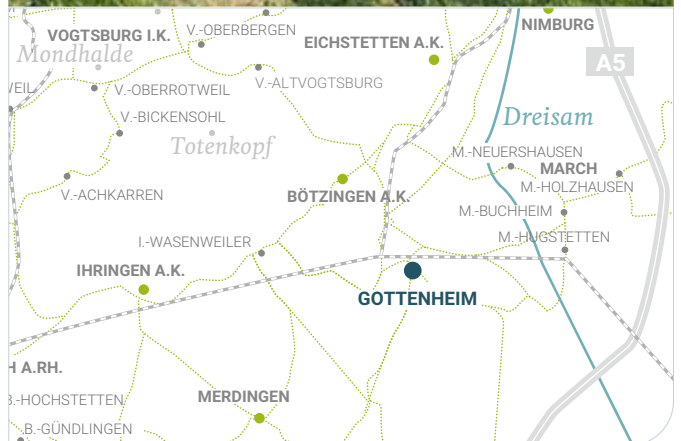 NIMBURG
V.-OBERBERGEN
VOGTSBURG I.K.
EICHSTETTEN A.K.
Mondhalde
A5
V.-ALTVOGTSBURG
WEIL
V.-OBERROTWEIL
V.-BICKENSOHL
Dreisam
Totenkopf
M.-NEUERSHAUSEN
MARCH
M.-HOLZHAUSEN
V.-ACHKARREN
BÖTZINGEN A.K.
M.-BUCHHEIM
M.-HUGSTETTEN
I.-WASENWEILER
IHRINGEN A.K.
GOTTENHEIM
H A.RH.
MERDINGEN
B.-HOCHSTETTEN
B.-GÜNDLINGEN